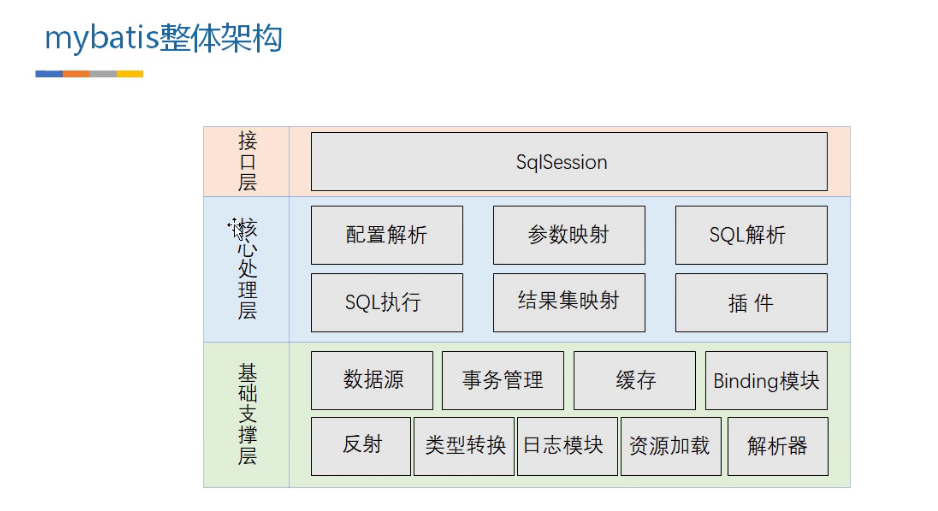 mybatis整体架构
接口层
SqlSession
核心处理层
配置解析
参数映射
SQL解析
SQL执行
结果集映射
插 件
基础支撑层
数据源
事务管理
缓存
Binding模块
反射
类型转换
日志模块
资源加载
解析器